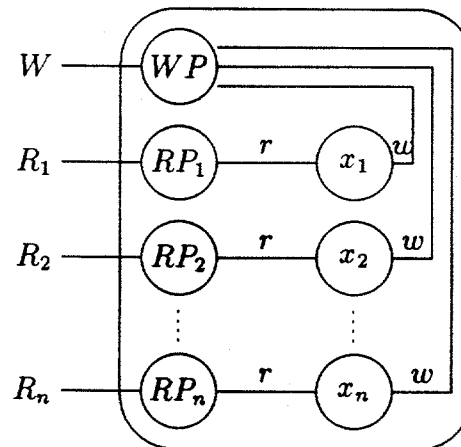 W WP
w
R₁ RP₁ r x₁
R₂ RP₂ r x₂ w
Rₙ RPₙ r xₙ w